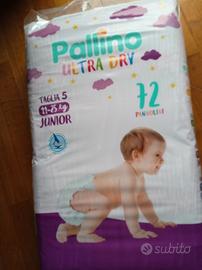 Pallino
ULTRA DRY
TAGLIA 5
11-25 kg
JUNIOR
72
PANNOLINI
subito